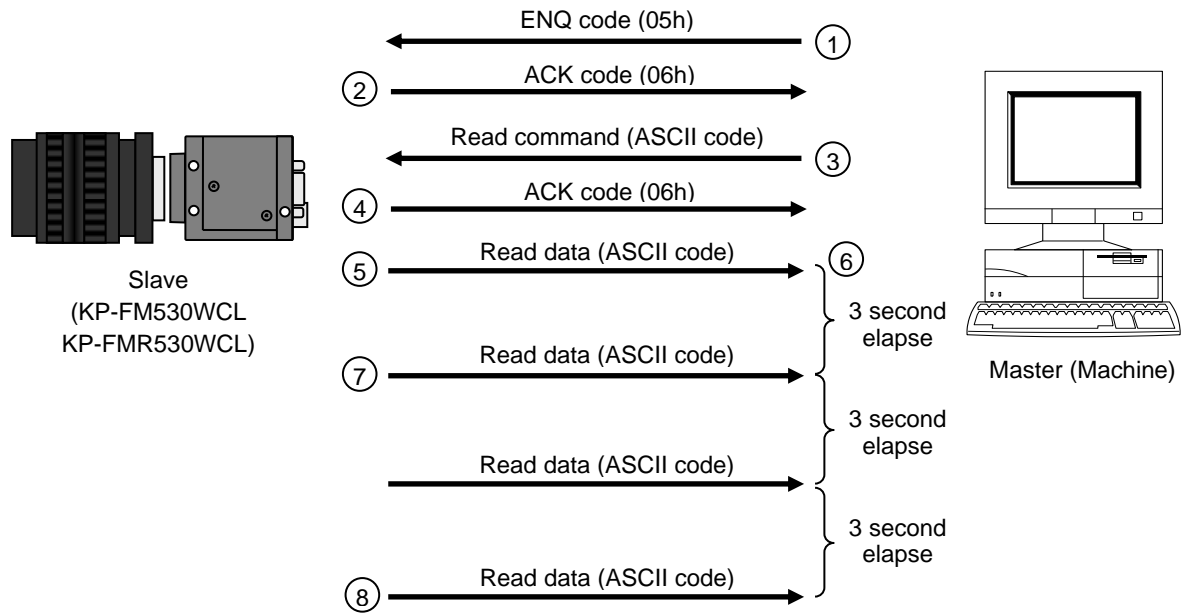 ENQ code (05h)
①
ACK code (06h)
②
Read command (ASCII code)
③
ACK code (06h)
④
Read data (ASCII code)
⑤
⑥
Slave
(KP-FM530WCL
KP-FMR530WCL)
3 second
elapse
Master (Machine)
Read data (ASCII code)
⑦
3 second
elapse
Read data (ASCII code)
3 second
elapse
Read data (ASCII code)
⑧